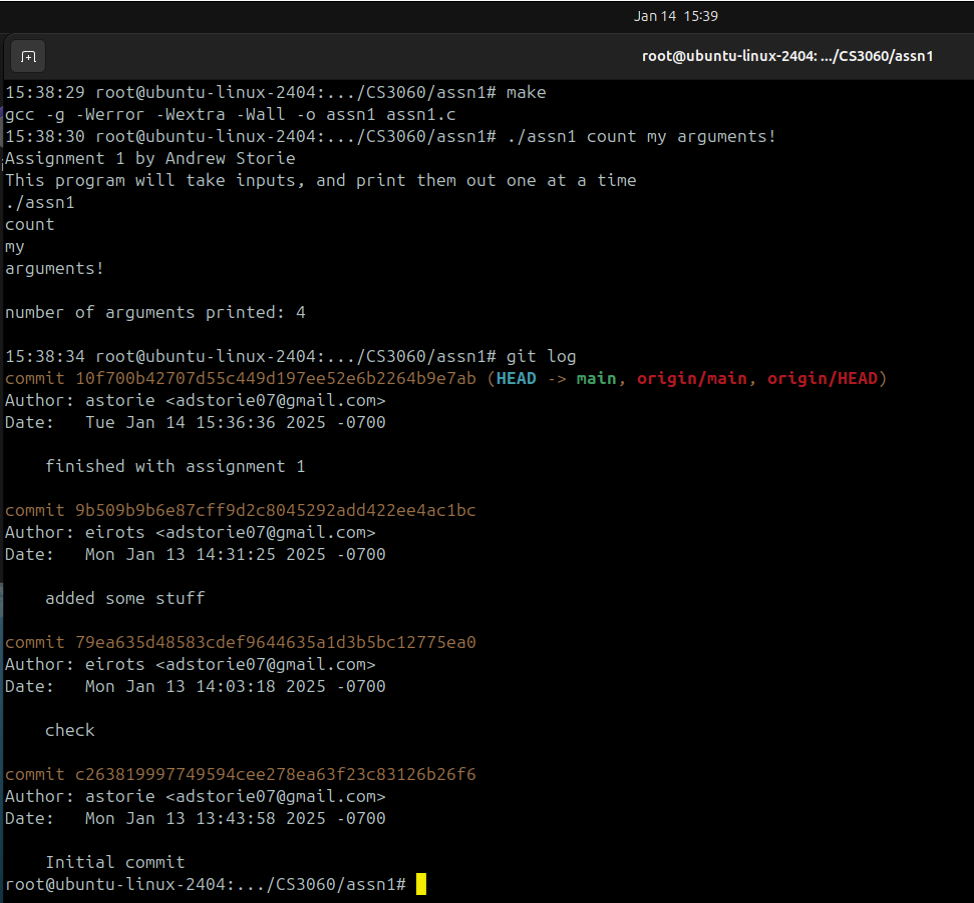 Jan 14 15:39
root@ubuntu-linux-2404: .../CS3060/assn1
15:38:29 root@ubuntu-linux-2404:.../CS3060/assn1# make
gcc -g -Werror -Wextra -Wall -o assn1 assn1.c
15:38:30 root@ubuntu-linux-2404:.../CS3060/assn1# ./assn1 count my arguments!
Assignment 1 by Andrew Storie
This program will take inputs, and print them out one at a time
./assn1
count
my
arguments!
number of arguments printed: 4
15:38:34 root@ubuntu-linux-2404:.../CS3060/assn1# git log
commit 10f700b42707d55c449d197ee52e6b2264b9e7ab (HEAD -> main, origin/main, origin/HEAD)
Author: astorie <adstorie07@gmail.com>
Date:   Tue Jan 14 15:36:36 2025 -0700
    finished with assignment 1
commit 9b509b9b6e87cff9d2c8045292add422ee4ac1bc
Author: eirots <adstorie07@gmail.com>
Date:   Mon Jan 13 14:31:25 2025 -0700
    added some stuff
commit 79ea635d48583cdef9644635a1d3b5bc12775ea0
Author: eirots <adstorie07@gmail.com>
Date:   Mon Jan 13 14:03:18 2025 -0700
    check
commit c263819997749594cee278ea63f23c83126b26f6
Author: astorie <adstorie07@gmail.com>
Date:   Mon Jan 13 13:43:58 2025 -0700
    Initial commit
root@ubuntu-linux-2404:.../CS3060/assn1#